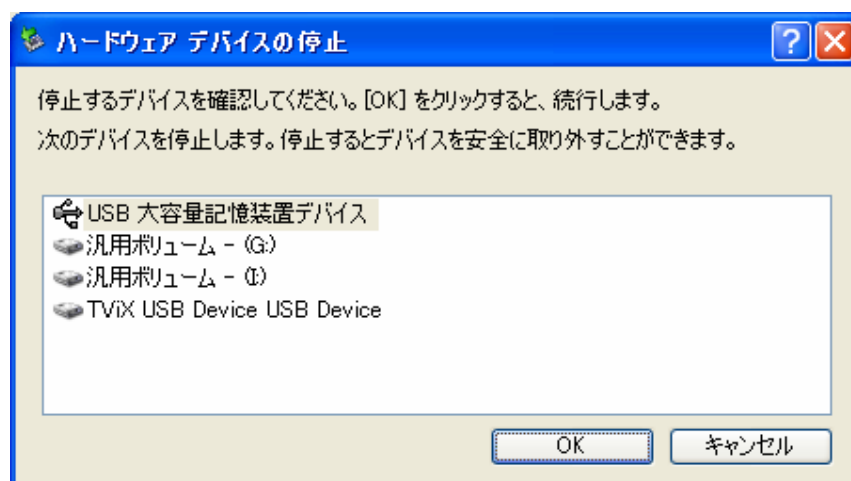 ハードウェア デバイスの停止
停止するデバイスを確認してください。[OK] をクリックすると、続行します。
次のデバイスを停止します。停止するとデバイスを安全に取り外すことができます。
USB 大容量記憶装置デバイス
汎用ボリューム - (G:)
汎用ボリューム - (I:)
TViX USB Device USB Device
OK キャンセル